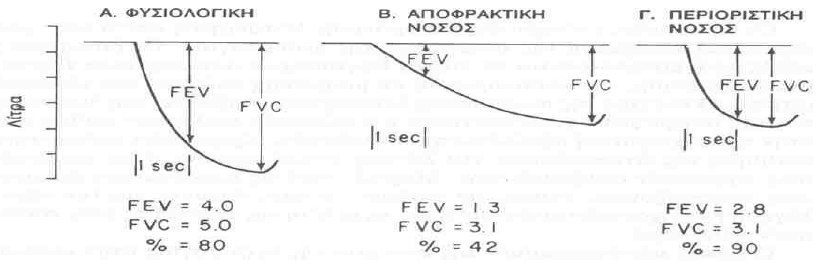 Α. ΦΥΣΙΟΛΟΓΙΚΗ
Β. ΑΠΟΦΡΑΚΤΙΚΗ
ΝΟΣΟΣ
Γ. ΠΕΡΙΟΡΙΣΤΙΚΗ
ΝΟΣΟΣ
Λίτρα
FEV
FVC
1 sec
FEV
FVC
1 sec
FEV
FVC
1 sec
FEV = 4.0
FVC = 5.0
% = 80
FEV = 1.3
FVC = 3.1
% = 42
FEV = 2.8
FVC = 3.1
% = 90